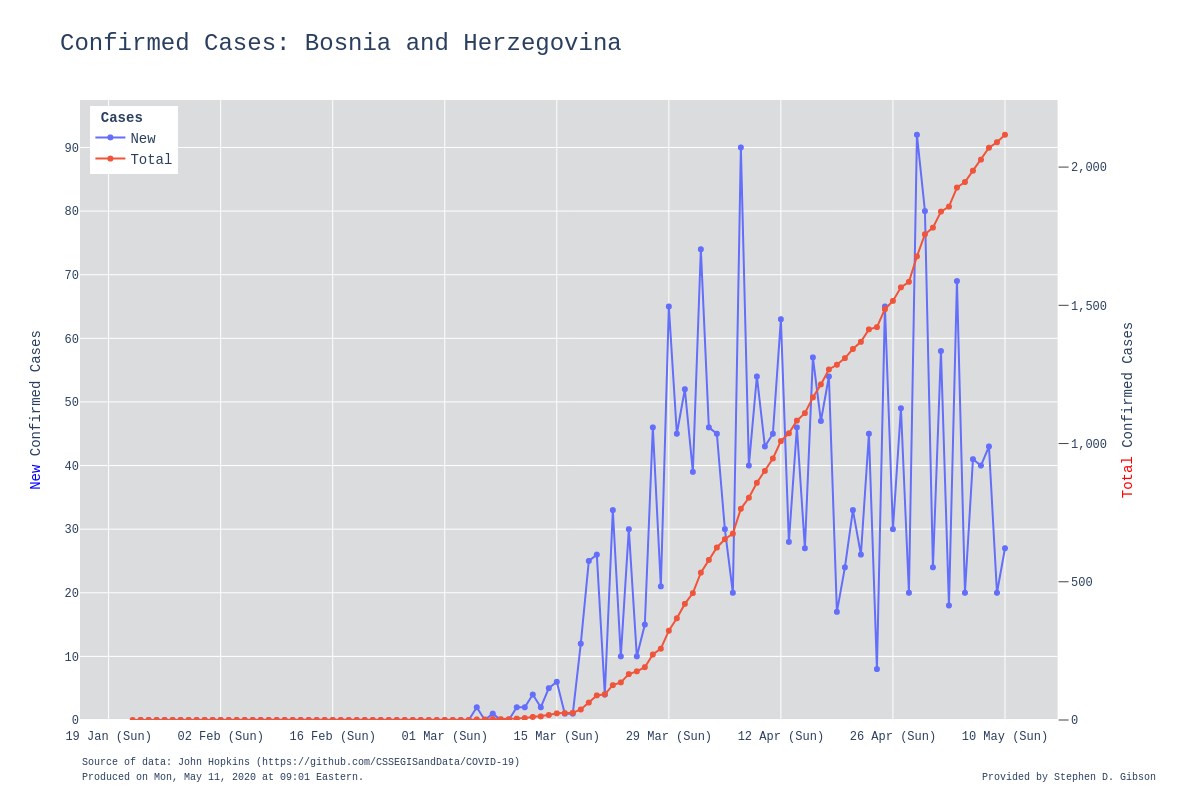 Confirmed Cases: Bosnia and Herzegovina
Cases
New
Total
90
80
70
60
50
40
30
20
10
0
New Confirmed Cases
2,000
1,500
1,000
500
0
Total Confirmed Cases
19 Jan (Sun)
02 Feb (Sun)
16 Feb (Sun)
01 Mar (Sun)
15 Mar (Sun)
29 Mar (Sun)
12 Apr (Sun)
26 Apr (Sun)
10 May (Sun)
Source of data: John Hopkins (https://github.com/CSSEGISandData/COVID-19)
Produced on Mon, May 11, 2020 at 09:01 Eastern.
Provided by Stephen D. Gibson